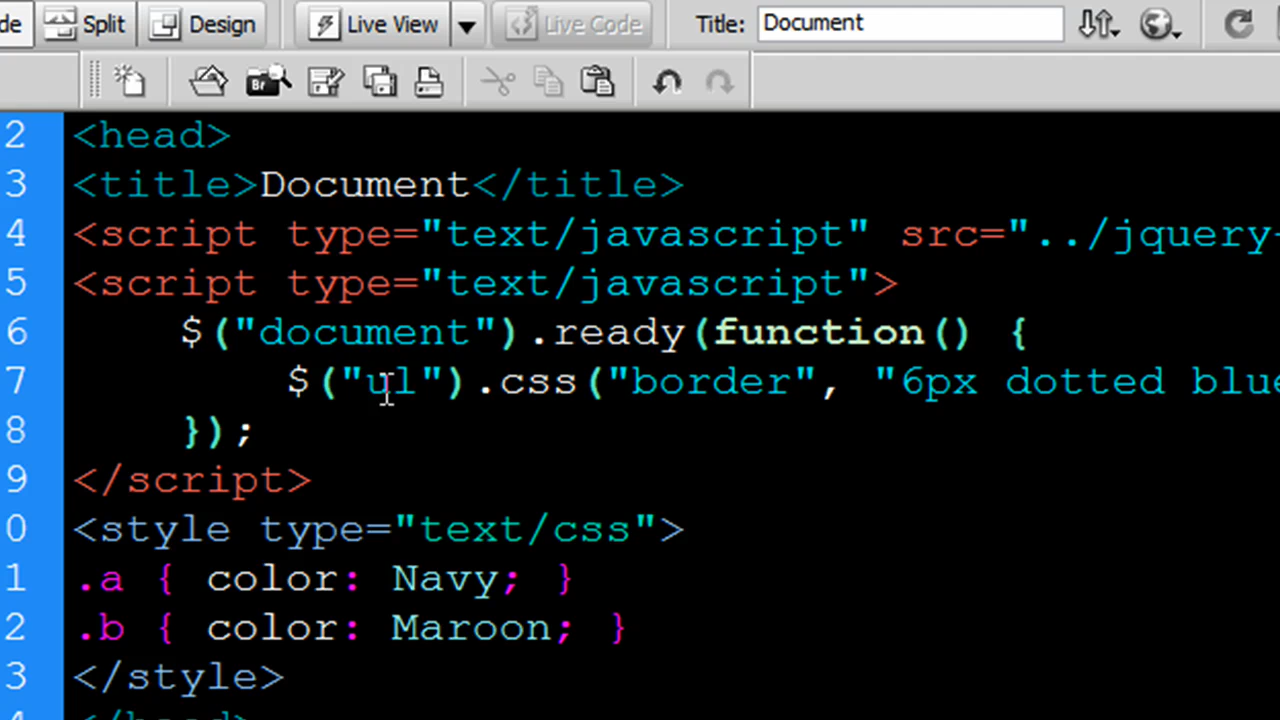 de Split Design Live View Live Code Title: Document
Br
2 <head>
3 <title>Document</title>
4 <script type="text/javascript" src="../jquery-
5 <script type="text/javascript">
6 $("document").ready(function() {
7 $("ul").css("border", "6px dotted blue
8 });
9 </script>
0 <style type="text/css">
1 .a { color: Navy; }
2 .b { color: Maroon; }
3 </style>